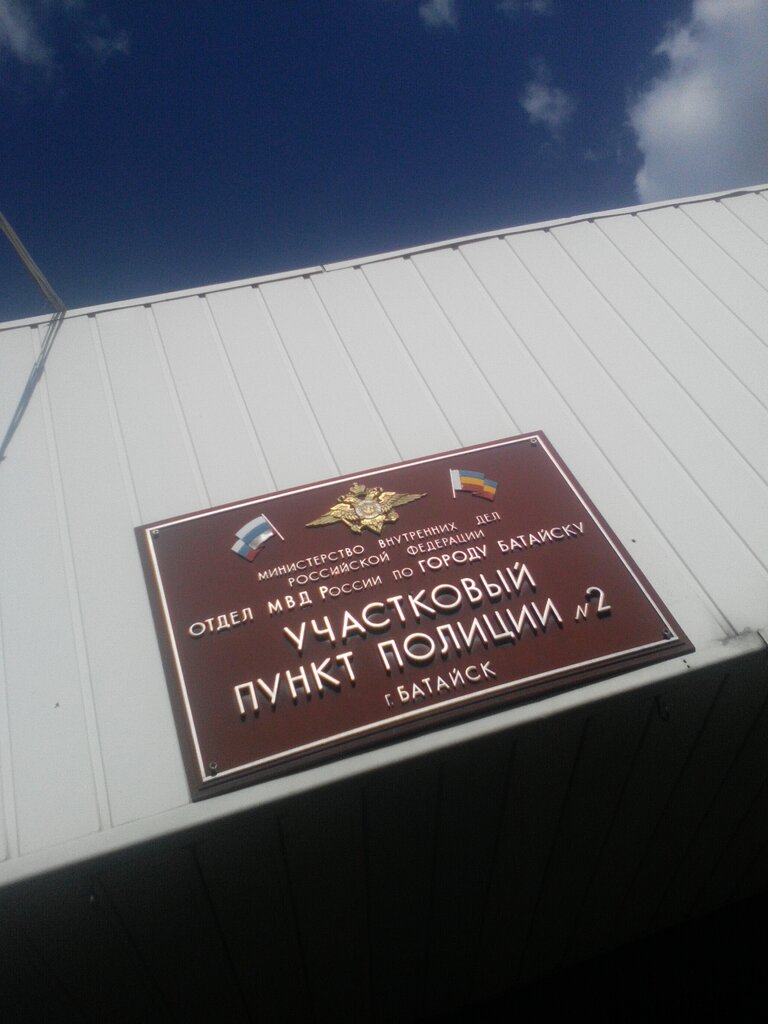 МИНИСТЕРСТВО ВНУТРЕННИХ ДЕЛ
РОССИЙСКОЙ ФЕДЕРАЦИИ
ОТДЕЛ МВД РОССИИ ПО ГОРОДУ БАТАЙСКУ
УЧАСТКОВЫЙ
ПУНКТ ПОЛИЦИИ №2
Г. БАТАЙСК